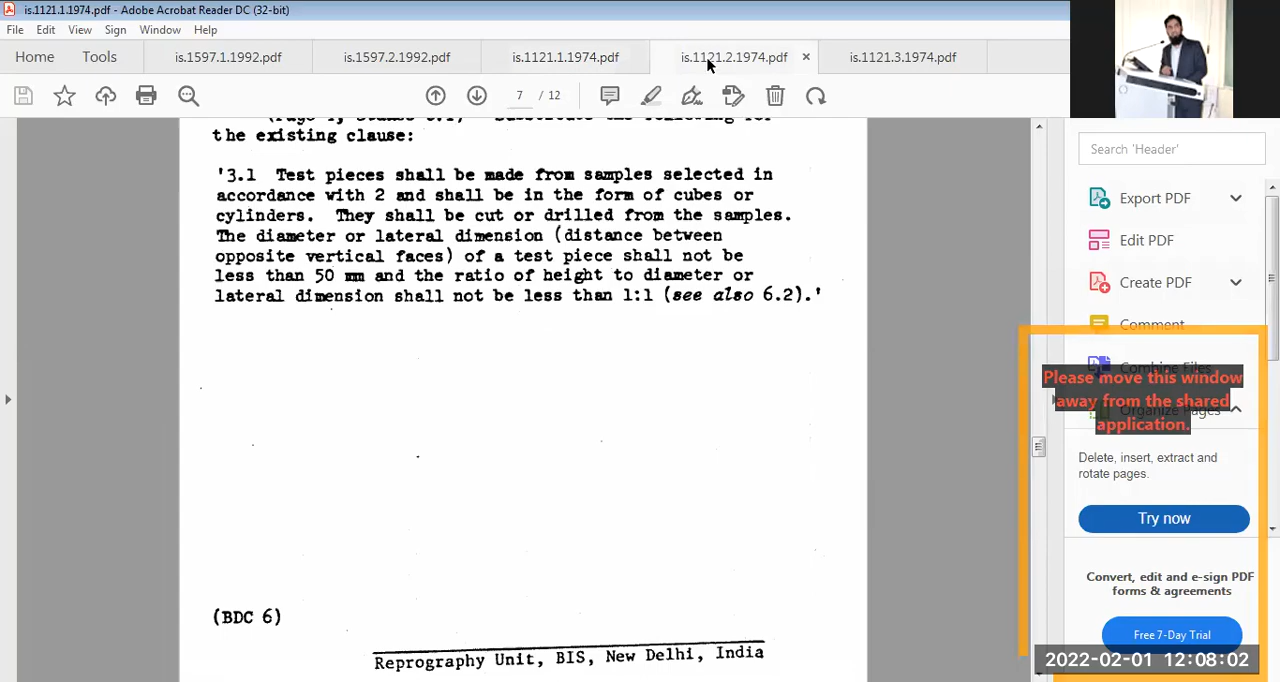 is.1121.1.1974.pdf - Adobe Acrobat Reader DC (32-bit)
File Edit View Sign Window Help
Home Tools is.1597.1.1992.pdf is.1597.2.1992.pdf is.1121.1.1974.pdf is.1121.2.1974.pdf × is.1121.3.1974.pdf
7 / 12
the existing clause:
'3.1 Test pieces shall be made from samples selected in
accordance with 2 and shall be in the form of cubes or
cylinders. They shall be cut or drilled from the samples.
The diameter or lateral dimension (distance between
opposite vertical faces) of a test piece shall not be
less than 50 mm and the ratio of height to diameter or
lateral dimension shall not be less than 1:1 (see also 6.2).'
(BDC 6)
Reprography Unit, BIS, New Delhi, India
Search 'Header'
Export PDF
Edit PDF
Create PDF
Comment
Combine Files
Please move this window
away from the shared
application.
Organize Pages
Delete, insert, extract and
rotate pages.
Try now
Convert, edit and e-sign PDF
forms & agreements
Free 7-Day Trial
2022-02-01 12:08:02